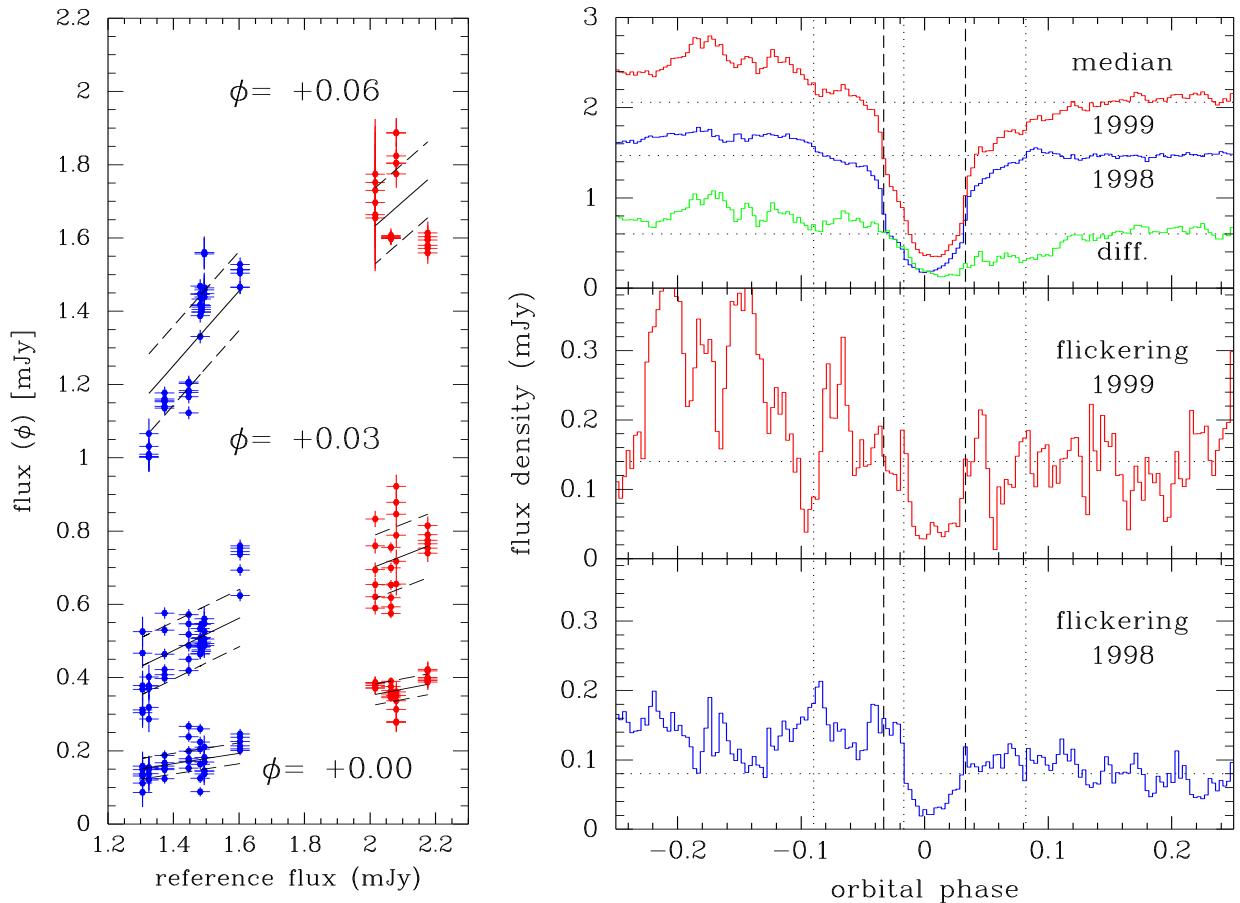 2.2
2
1.8
1.6
1.4
1.2
1
0.8
0.6
0.4
0.2
0
flux (ϕ) [mJy]
ϕ= +0.06
ϕ= +0.03
ϕ= +0.00
1.2 1.4 1.6 1.8 2 2.2
reference flux (mJy)
flux density (mJy)
3
2
1
0
median
1999
1998
diff.
0.3
0.2
0.1
0
flickering
1999
0.3
0.2
0.1
0
flickering
1998
−0.2 −0.1 0 0.1 0.2
orbital phase